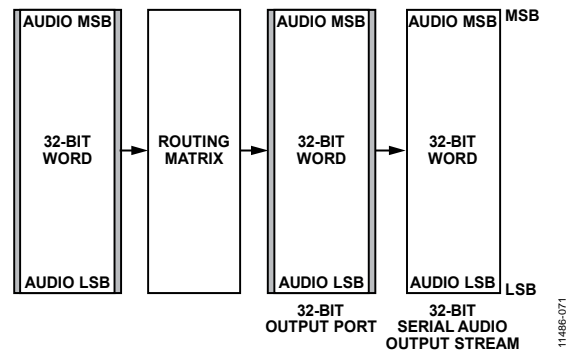 AUDIO MSB
32-BIT
WORD
AUDIO LSB
ROUTING
MATRIX
AUDIO MSB
32-BIT
WORD
AUDIO LSB
32-BIT
OUTPUT PORT
AUDIO MSB
32-BIT
WORD
AUDIO LSB
32-BIT
SERIAL AUDIO
OUTPUT STREAM
MSB
LSB
11486-071